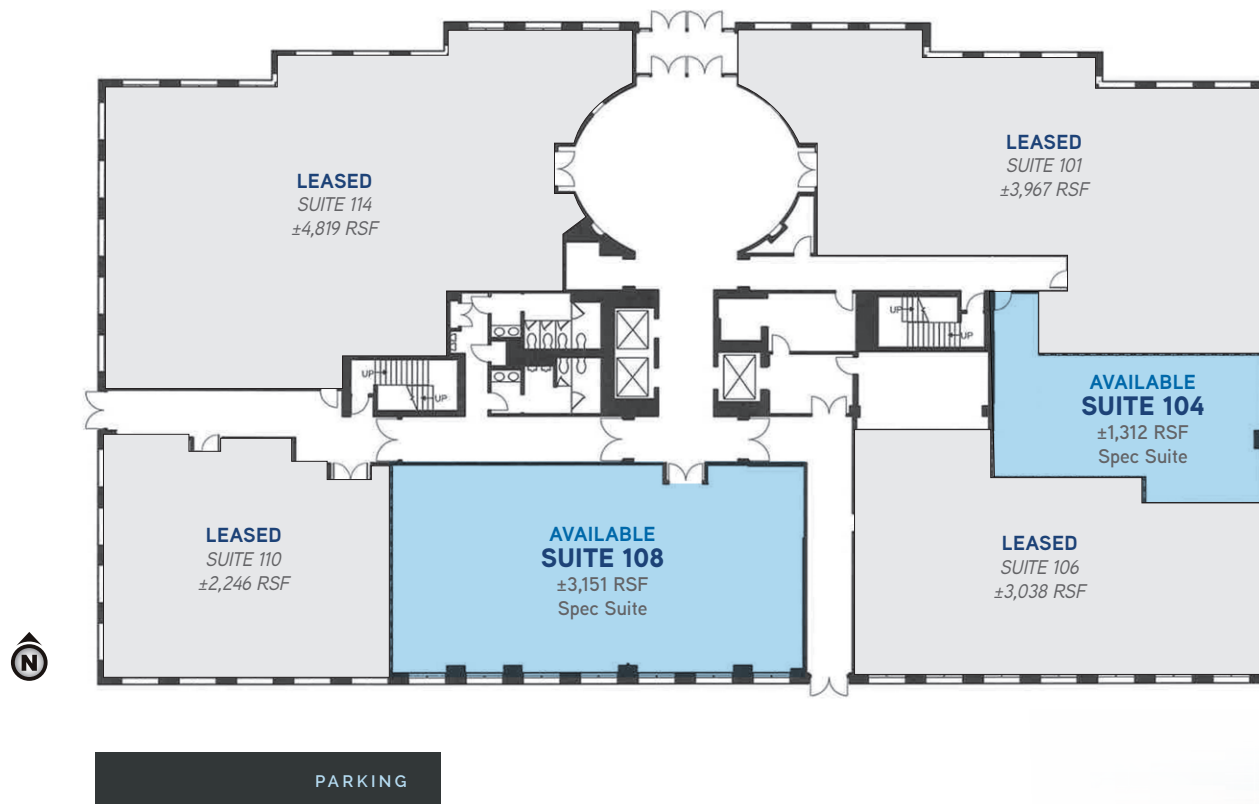 LEASED
SUITE 114
±4,819 RSF
LEASED
SUITE 101
±3,967 RSF
UP
UP
UP
UP
AVAILABLE
SUITE 104
±1,312 RSF
Spec Suite
LEASED
SUITE 110
±2,246 RSF
AVAILABLE
SUITE 108
±3,151 RSF
Spec Suite
LEASED
SUITE 106
±3,038 RSF
N
PARKING